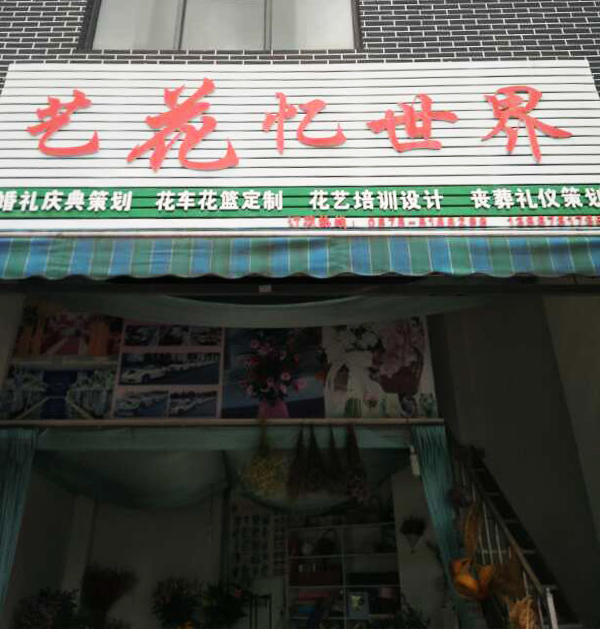 艺花忆世界
婚礼庆典策划 花车花篮定制 花艺培训设计 丧葬礼仪策划